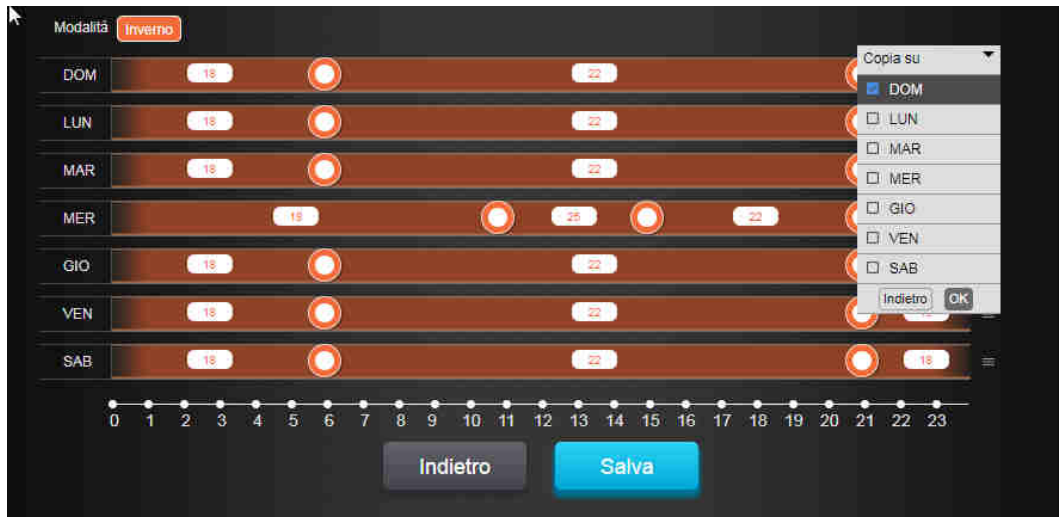 Modalità Inverno
Copia su
DOM 18 22
DOM
LUN 18 22
LUN
MAR 18 22
MAR
MER 19 25 22
MER
GIO
GIO 18 22
VEN
SAB
Indietro OK
VEN 18 22
SAB 18 22 18
0 1 2 3 4 5 6 7 8 9 10 11 12 13 14 15 16 17 18 19 20 21 22 23
Indietro Salva